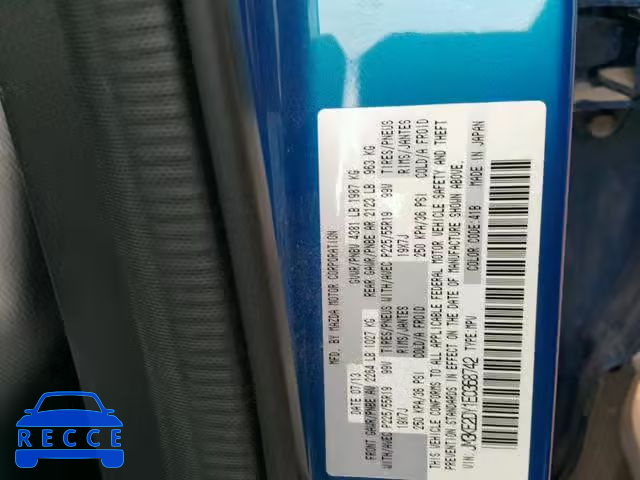 MFD. BY MAZDA MOTOR CORPORATION
DATE 07/13 GVWR/PNBV 4381 LB 1987 KG
FRONT GAWR/PNBE AV 2264 LB 1027 KG REAR GAWR/PNBE AR 2123 LB 963 KG
WITH/AVEC P225/55R19 99V TIRES/PNEUS WITH/AVEC P225/55R19 99V TIRES/PNEUS
19X7J RIMS/JANTES 19X7J RIMS/JANTES
250 KPA/36 PSI COLD/A FROID 250 KPA/36 PSI COLD/A FROID
THIS VEHICLE CONFORMS TO ALL APPLICABLE FEDERAL MOTOR VEHICLE SAFETY AND THEFT
PREVENTION STANDARDS IN EFFECT ON THE DATE OF MANUFACTURE SHOWN ABOVE.
COLOR CODE:41B MADE IN JAPAN
VIN: JM3KE2DY1E0368742 TYPE:MPV
RECCE